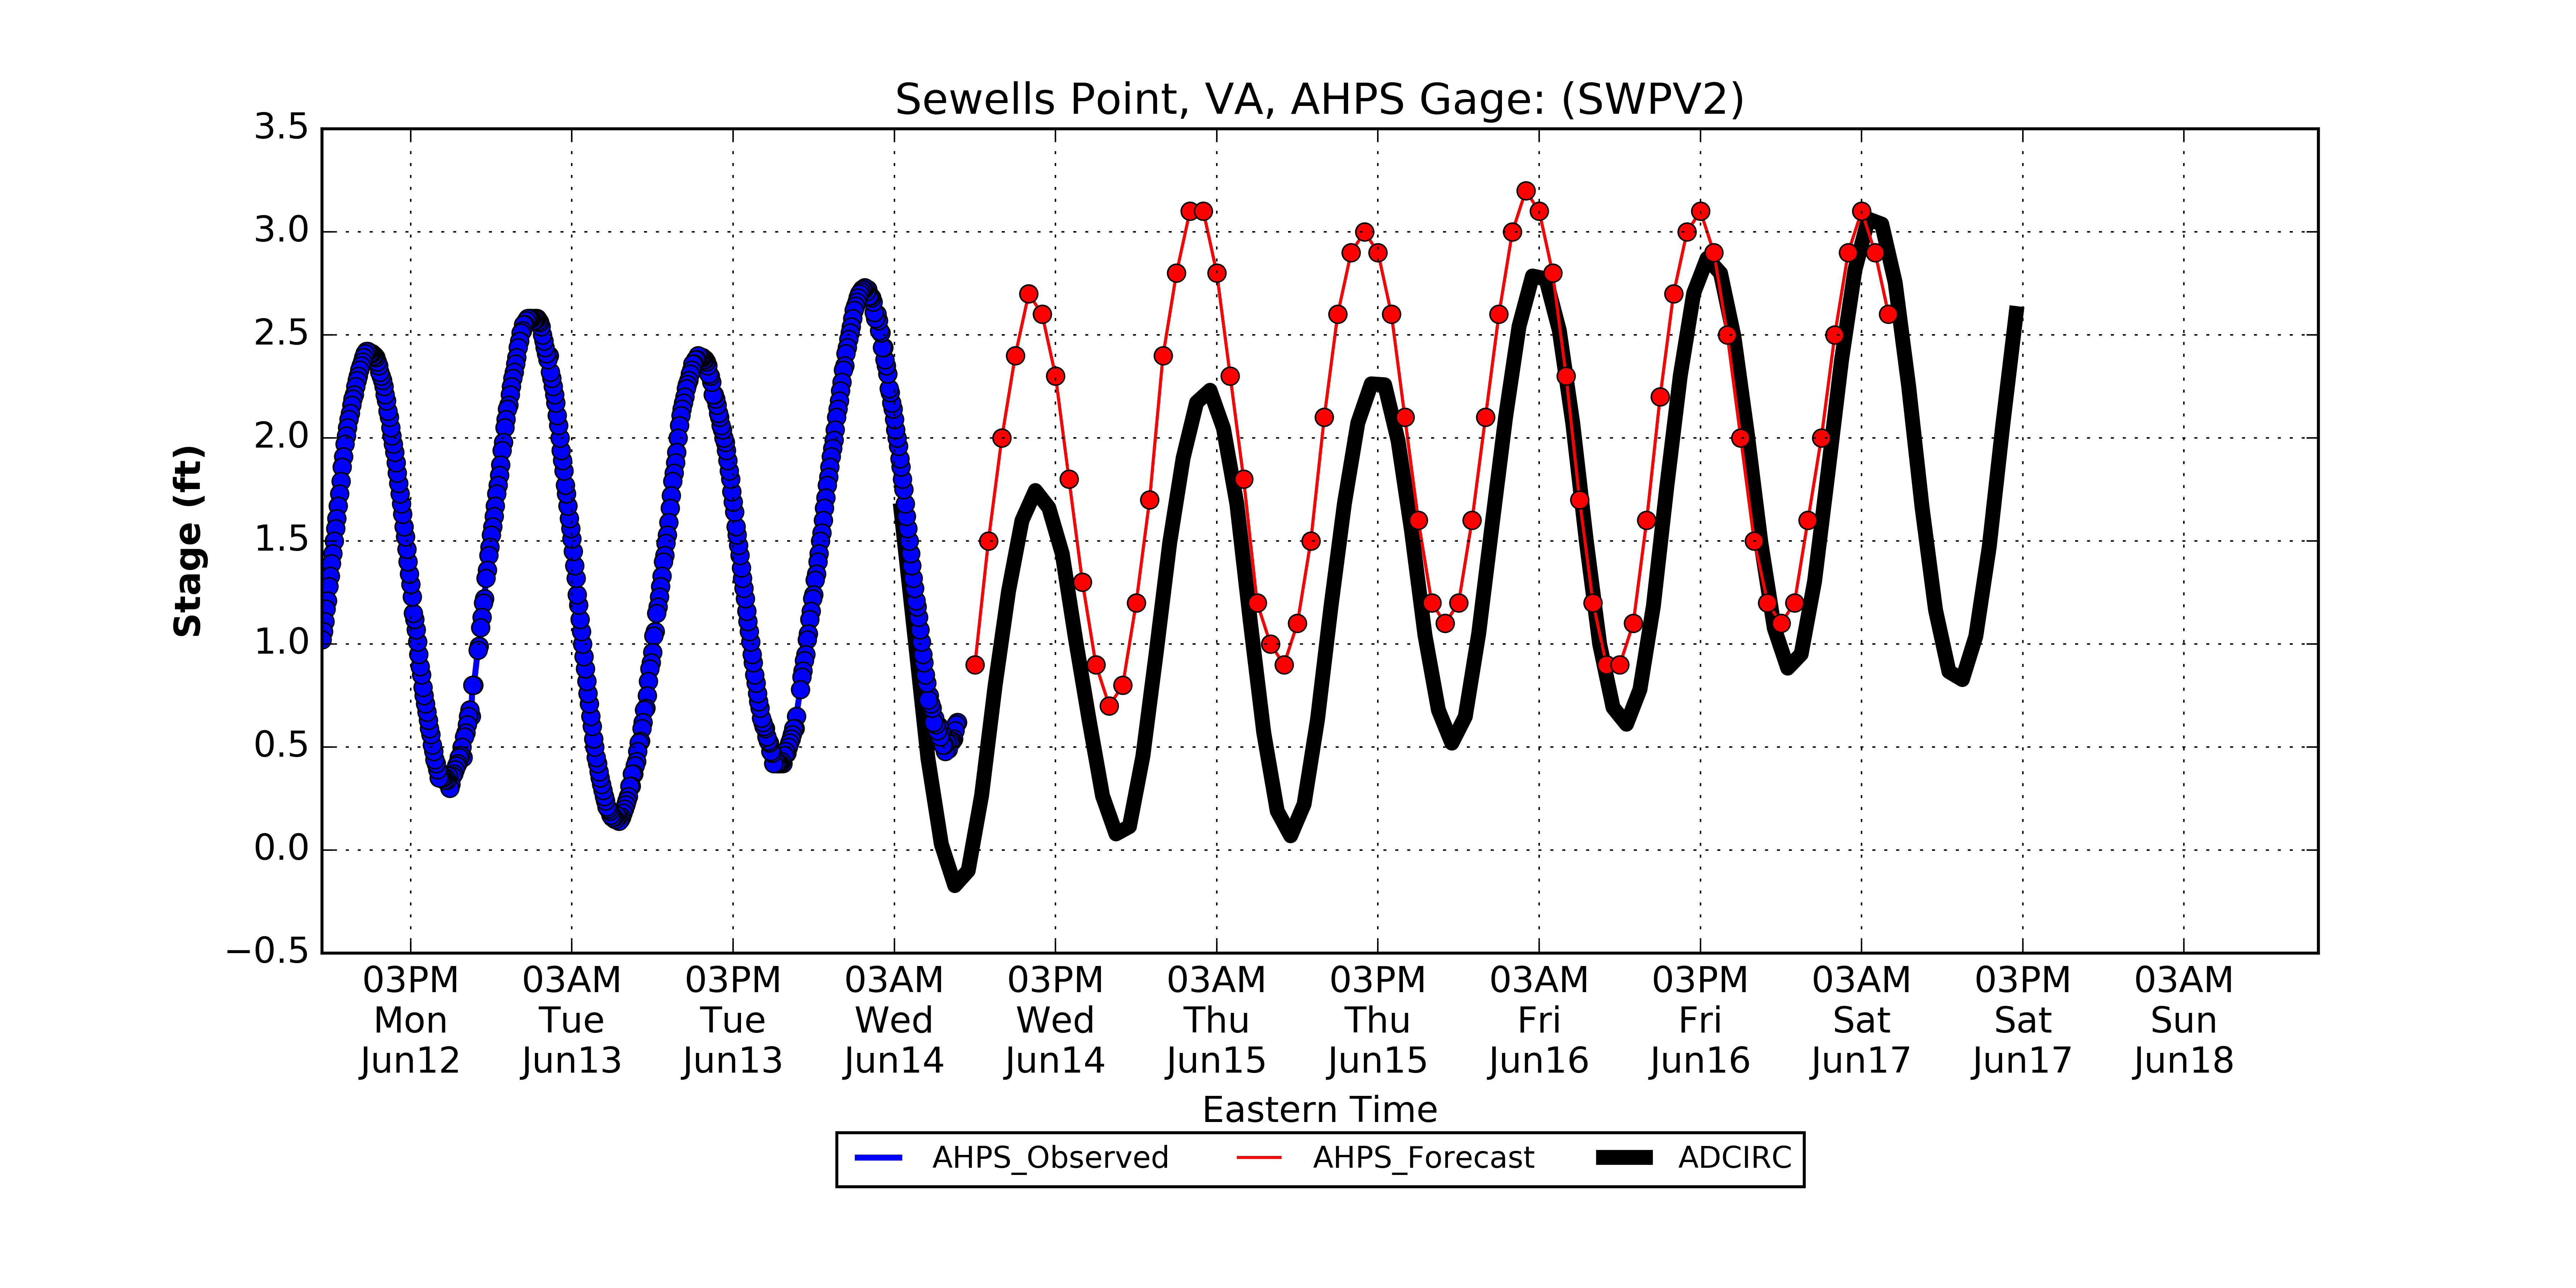 Sewells Point, VA, AHPS Gage: (SWPV2)
Stage (ft)
3.5
3.0
2.5
2.0
1.5
1.0
0.5
0.0
−0.5
03PM 03AM 03PM 03AM 03PM 03AM 03PM 03AM 03PM 03AM 03PM 03AM
Mon Tue Tue Wed Wed Thu Thu Fri Fri Sat Sat Sun
Jun12 Jun13 Jun13 Jun14 Jun14 Jun15 Jun15 Jun16 Jun16 Jun17 Jun17 Jun18
Eastern Time
AHPS_Observed AHPS_Forecast ADCIRC